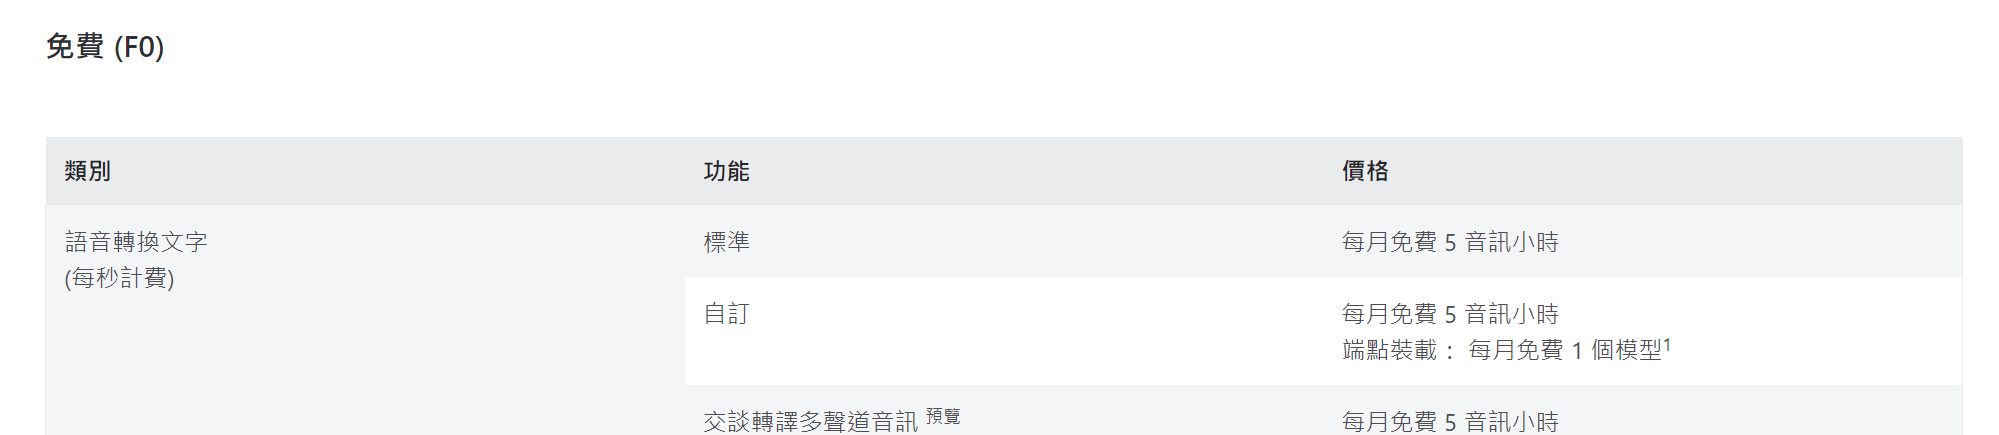 免費 (F0)
類別 功能 價格
語音轉換文字 標準 每月免費 5 音訊小時
(每秒計費)
自訂 每月免費 5 音訊小時
端點裝載： 每月免費 1 個模型1
交談轉譯多聲道音訊 預覽 每月免費 5 音訊小時